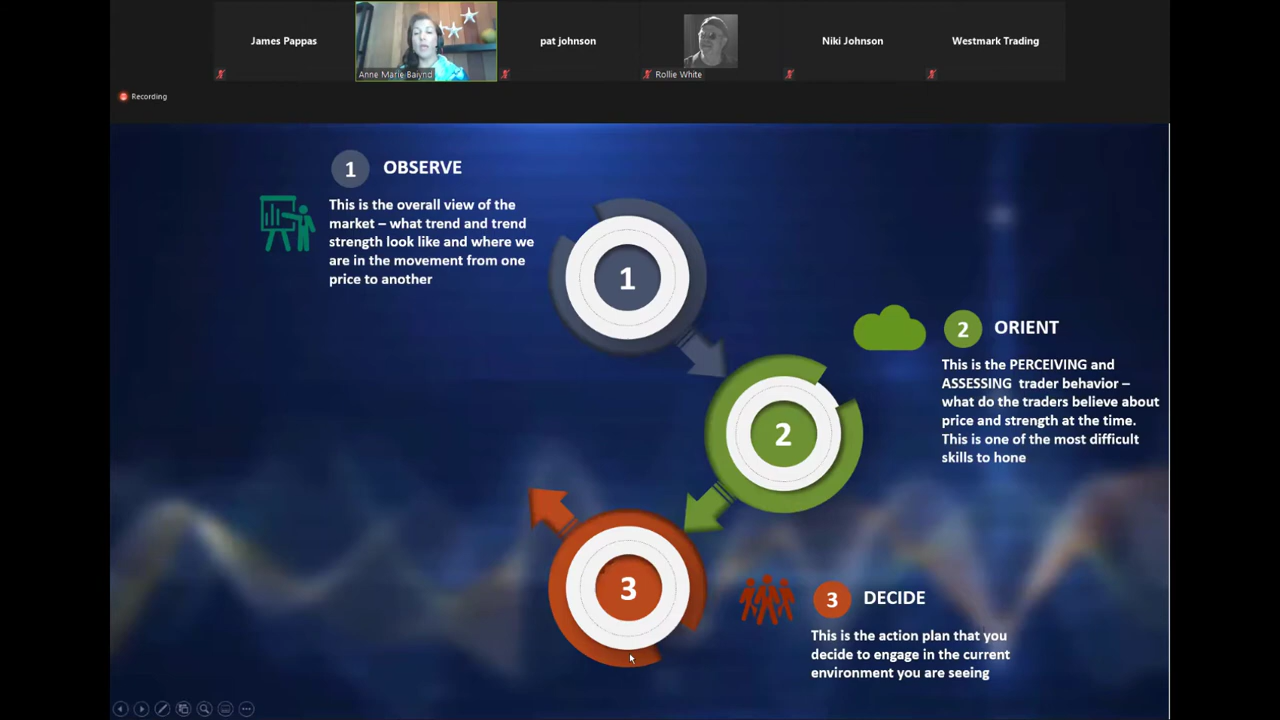 James Pappas
Anne Marie Baiynd
pat johnson
Rollie White
Niki Johnson
Westmark Trading
Recording
1 OBSERVE
This is the overall view of the
market – what trend and trend
strength look like and where we
are in the movement from one
price to another
1
2 ORIENT
This is the PERCEIVING and
ASSESSING trader behavior –
what do the traders believe about
price and strength at the time.
This is one of the most difficult
skills to hone
2
3
3 DECIDE
This is the action plan that you
decide to engage in the current
environment you are seeing